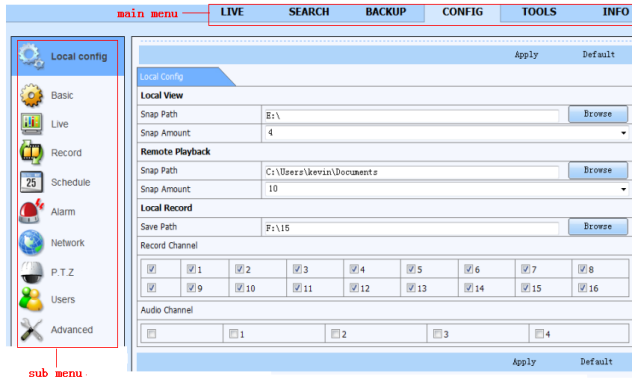 main menu LIVE SEARCH BACKUP CONFIG TOOLS INFO
Local config
Basic
Live
Record
25 Schedule
Alarm
Network
P.T.Z
Users
Advanced
sub menu
Apply Default
Local Config
Local View
Snap Path E:\ Browse
Snap Amount 4
Remote Playback
Snap Path C:\Users\kevin\Documents Browse
Snap Amount 10
Local Record
Save Path F:\15 Browse
Record Channel
1 2 3 4 5 6 7 8
9 10 11 12 13 14 15 16
Audio Channel
1 2 3 4
Apply Default